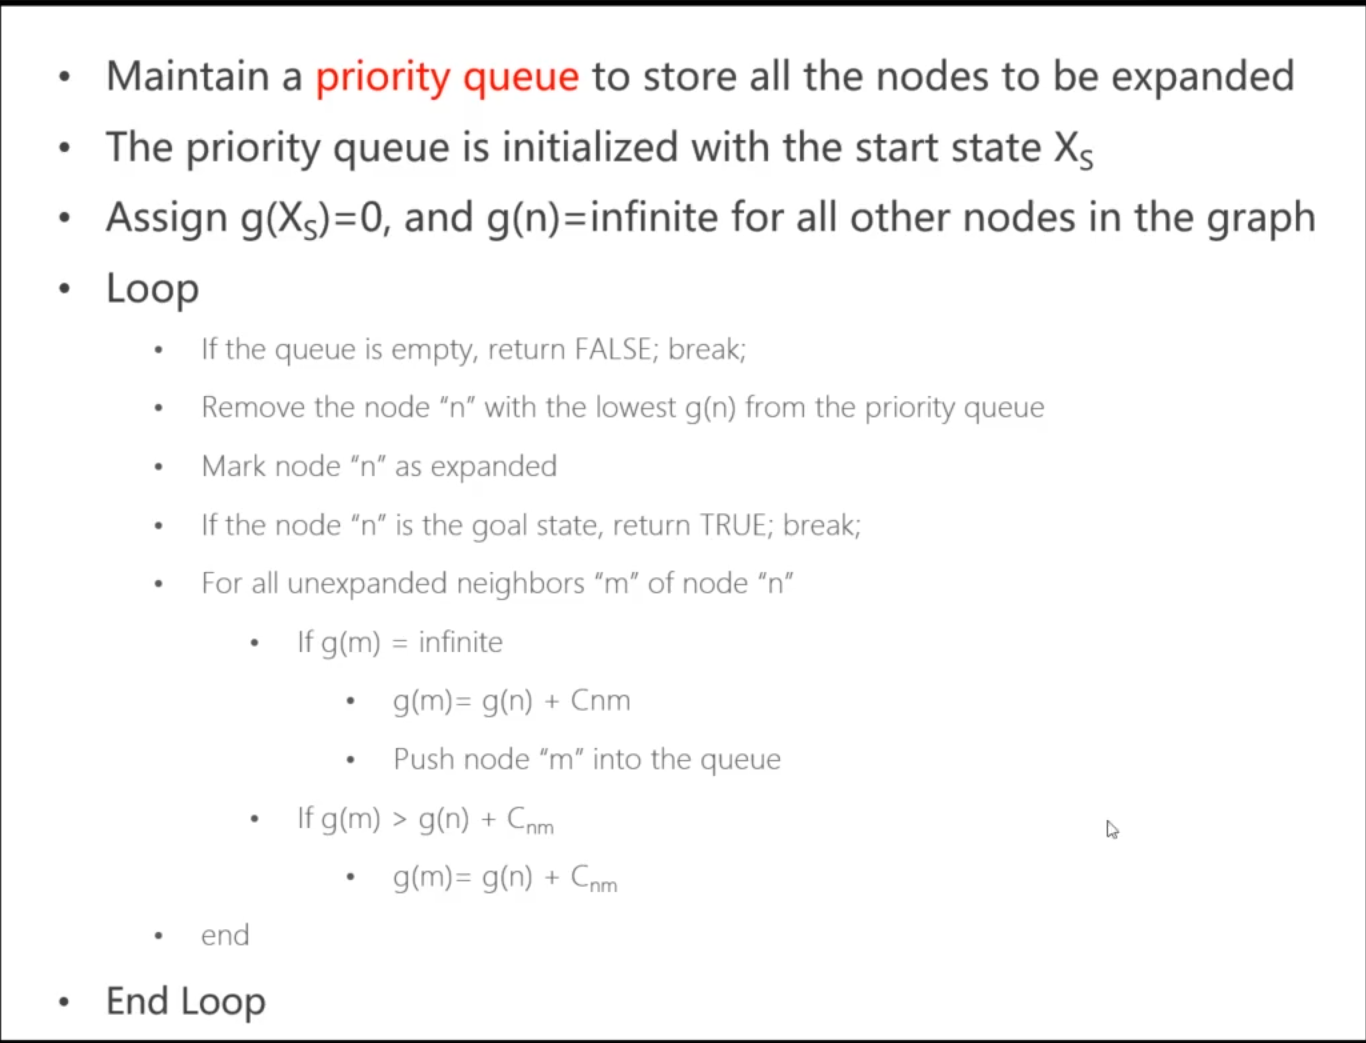 • Maintain a priority queue to store all the nodes to be expanded
• The priority queue is initialized with the start state X_S
• Assign g(X_S)=0, and g(n)=infinite for all other nodes in the graph
• Loop
• If the queue is empty, return FALSE; break;
• Remove the node “n” with the lowest g(n) from the priority queue
• Mark node “n” as expanded
• If the node “n” is the goal state, return TRUE; break;
• For all unexpanded neighbors “m” of node “n”
• If g(m) = infinite
• g(m)= g(n) + Cnm
• Push node “m” into the queue
• If g(m) > g(n) + C_nm
• g(m)= g(n) + C_nm
• end
• End Loop